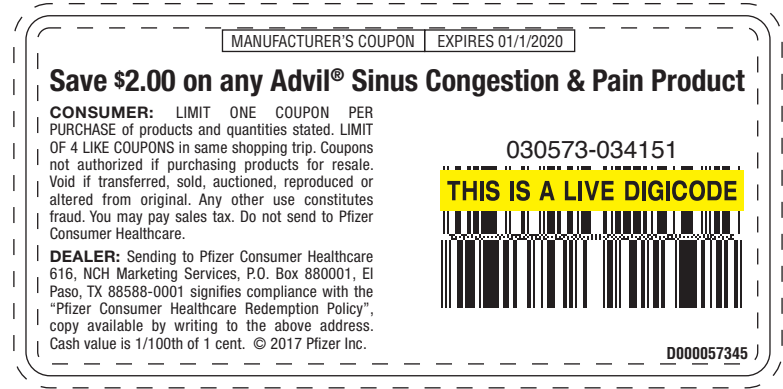 MANUFACTURER'S COUPON EXPIRES 01/1/2020
Save $2.00 on any Advil® Sinus Congestion & Pain Product
CONSUMER: LIMIT ONE COUPON PER
PURCHASE of products and quantities stated. LIMIT
OF 4 LIKE COUPONS in same shopping trip. Coupons
not authorized if purchasing products for resale.
Void if transferred, sold, auctioned, reproduced or
altered from original. Any other use constitutes
fraud. You may pay sales tax. Do not send to Pfizer
Consumer Healthcare.
DEALER: Sending to Pfizer Consumer Healthcare
616, NCH Marketing Services, P.O. Box 880001, El
Paso, TX 88588-0001 signifies compliance with the
“Pfizer Consumer Healthcare Redemption Policy”,
copy available by writing to the above address.
Cash value is 1/100th of 1 cent. © 2017 Pfizer Inc.
030573-034151
THIS IS A LIVE DIGICODE
D000057345